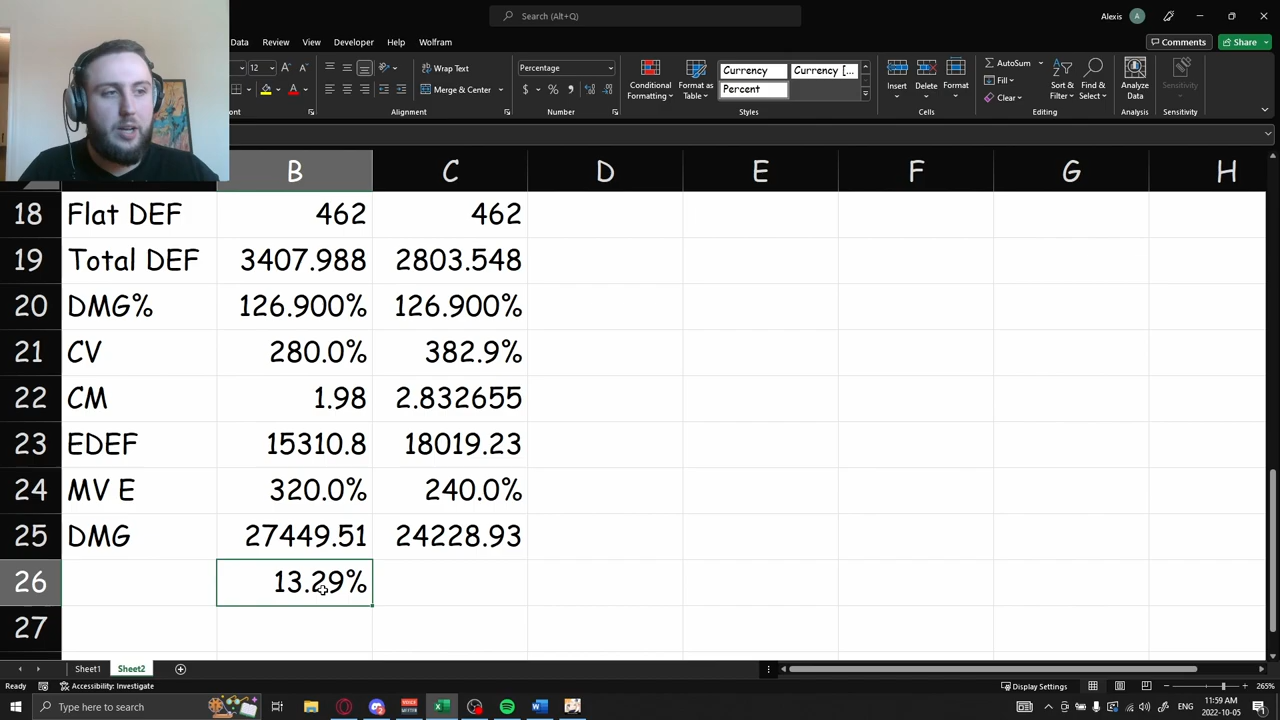 Search (Alt+Q)
Alexis
A
Data Review View Developer Help Wolfram
Comments
Share
12
Wrap Text
Percentage
Merge & Center
Conditional Formatting
Format as Table
Currency
Currency [...
Percent
Insert
Delete
Format
AutoSum
Fill
Clear
Sort & Filter
Find & Select
Analyze Data
Sensitivity
Alignment
Number
Styles
Cells
Editing
Analysis
Sensitivity
B C D E F G H
18 Flat DEF 462 462
19 Total DEF 3407.988 2803.548
20 DMG% 126.900% 126.900%
21 CV 280.0% 382.9%
22 CM 1.98 2.832655
23 EDEF 15310.8 18019.23
24 MV E 320.0% 240.0%
25 DMG 27449.51 24228.93
26 13.29%
27
Sheet1 Sheet2
Ready
Accessibility: Investigate
Display Settings
265%
Type here to search
ENG
11:59 AM
2022-10-05